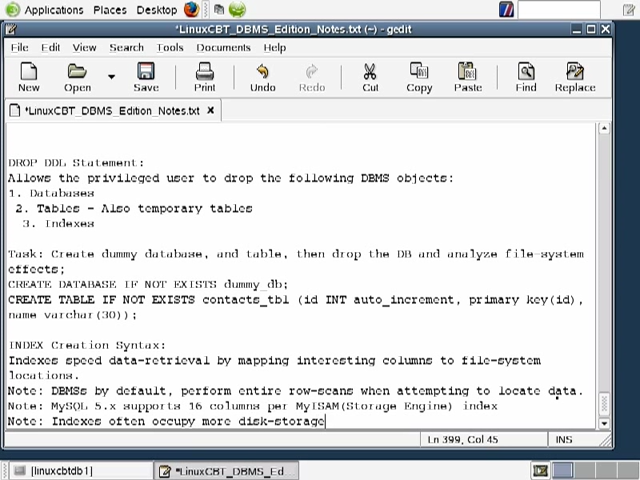 Applications Places Desktop
*LinuxCBT_DBMS_Edition_Notes.txt (~) - gedit
File Edit View Search Tools Documents Help
New Open Save Print Undo Redo Cut Copy Paste Find Replace
*LinuxCBT_DBMS_Edition_Notes.txt
DROP DDL Statement:
Allows the privileged user to drop the following DBMS objects:
1. Databases
2. Tables - Also temporary tables
3. Indexes
Task: Create dummy database, and table, then drop the DB and analyze file-system
effects;
CREATE DATABASE IF NOT EXISTS dummy_db;
CREATE TABLE IF NOT EXISTS contacts_tbl (id INT auto_increment, primary key(id),
name varchar(30));
INDEX Creation Syntax:
Indexes speed data-retrieval by mapping interesting columns to file-system
locations.
Note: DBMSs by default, perform entire row-scans when attempting to locate data.
Note: MySQL 5.x supports 16 columns per MyISAM(Storage Engine) index
Note: Indexes often occupy more disk-storage
Ln 399, Col 45 INS
[linuxcbtdb1] *LinuxCBT_DBMS_Ed